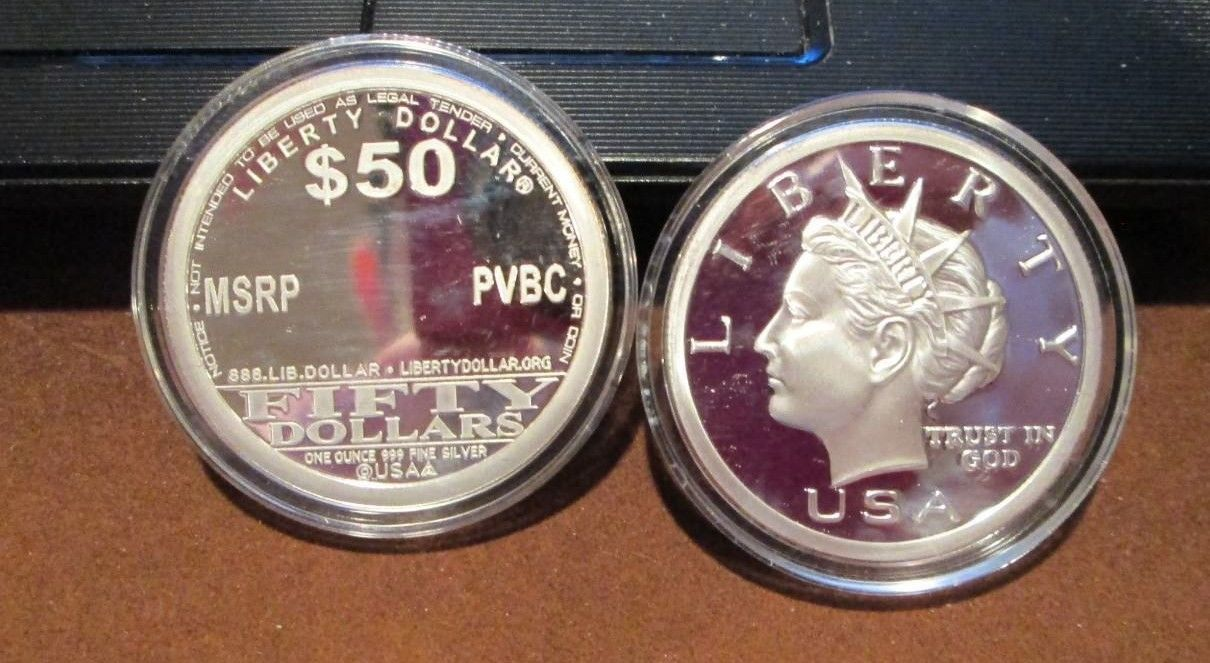 NOTICE • NOT INTENDED TO BE USED AS LEGAL TENDER • CURRENT MONEY • OR COIN
LIBERTY DOLLAR®
$50
MSRP
PVBC
888.LIB.DOLLAR • LIBERTYDOLLAR.ORG
FIFTY
DOLLARS
ONE OUNCE 999 FINE SILVER
©USA
LIBERTY
LIBERTY
TRUST IN
GOD
USA